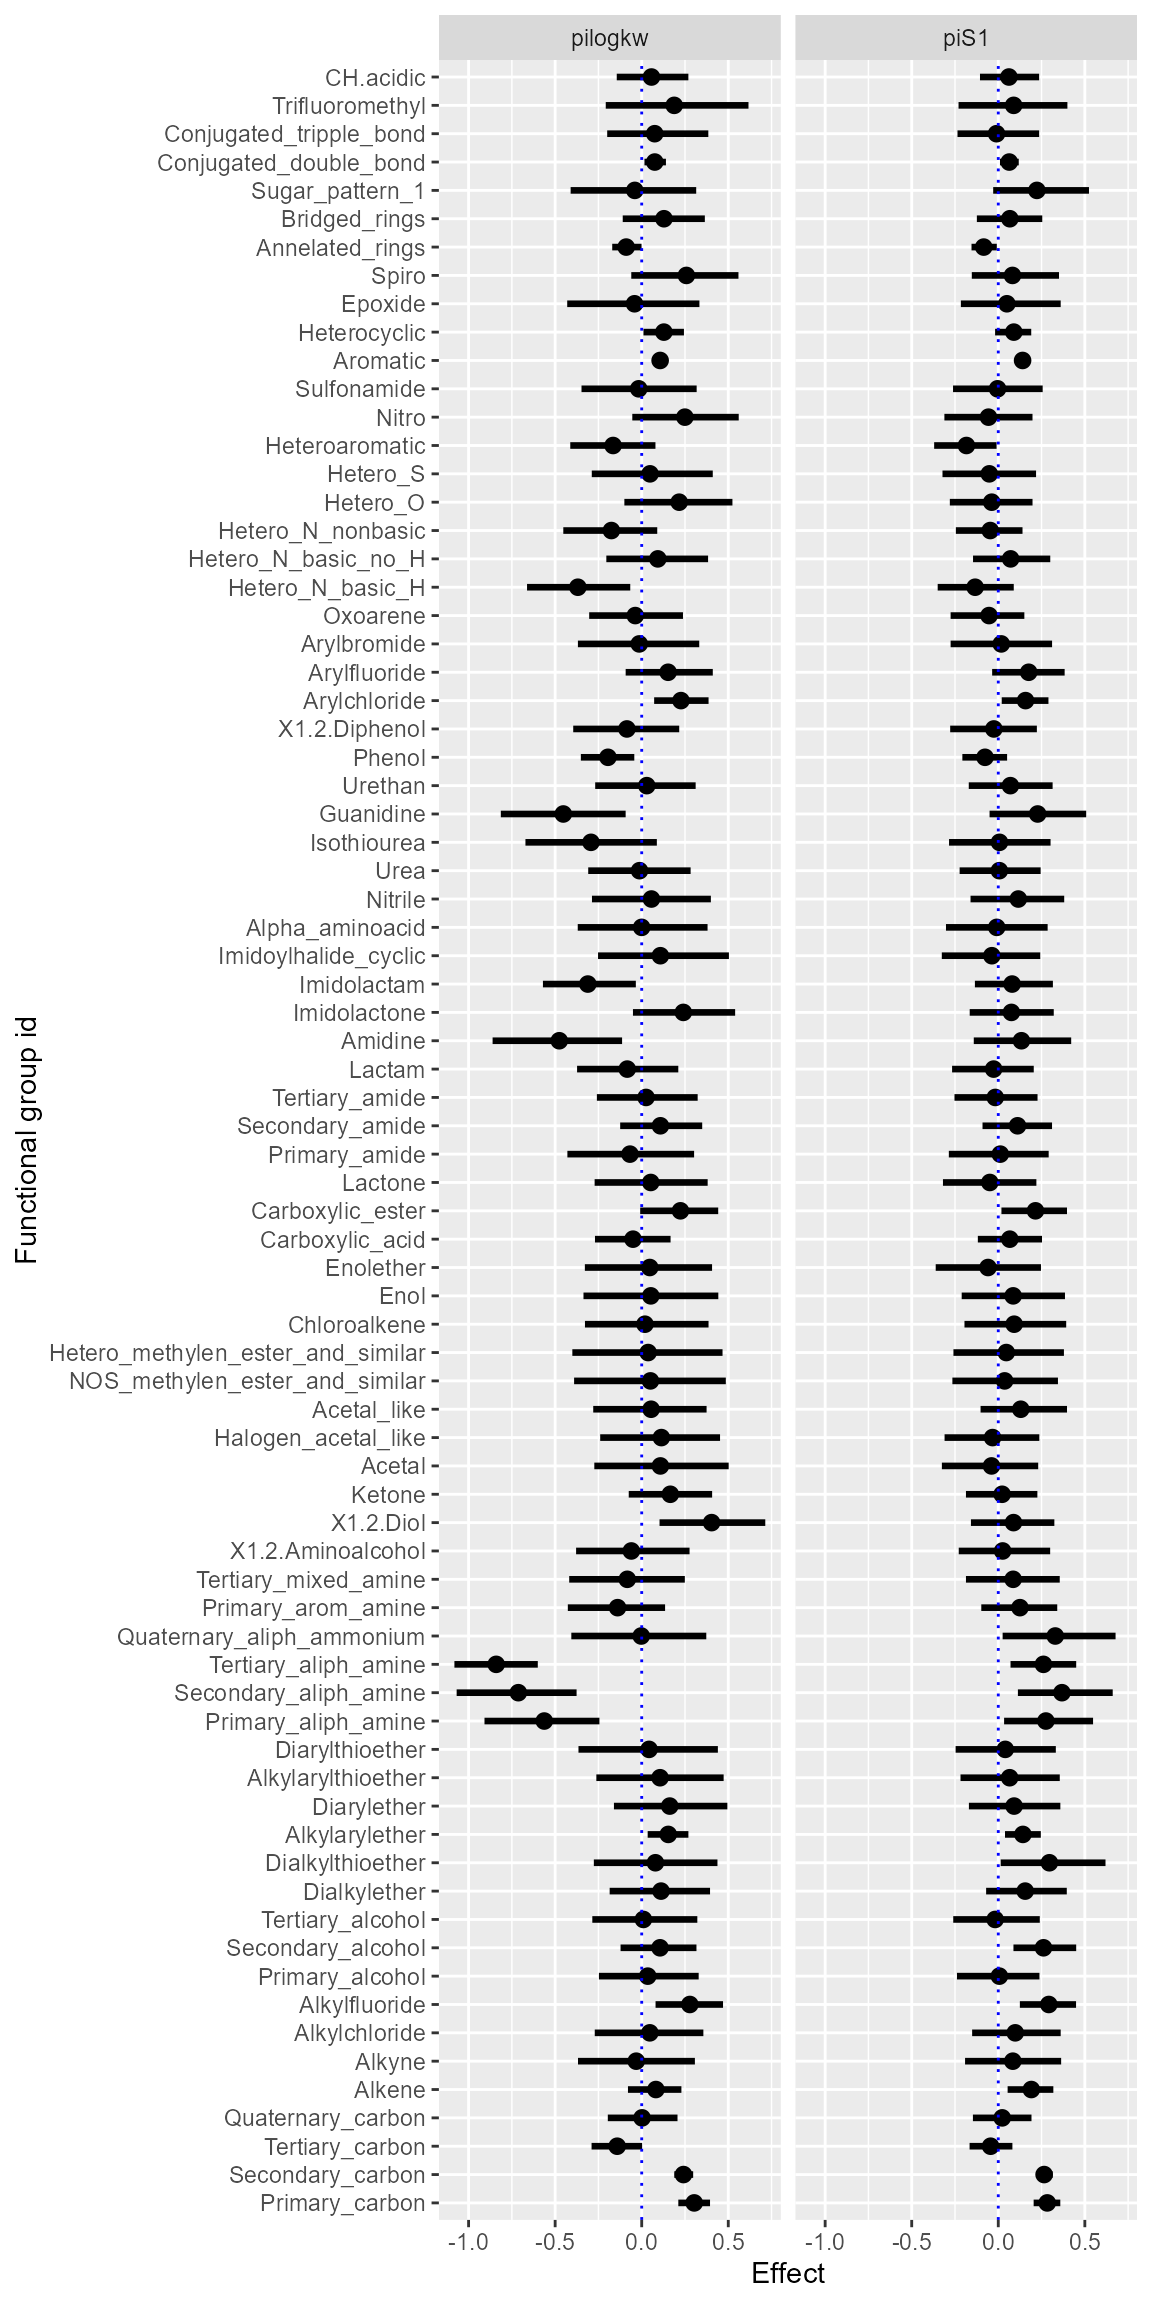 pilogkw piS1
CH.acidic
Trifluoromethyl
Conjugated_tripple_bond
Conjugated_double_bond
Sugar_pattern_1
Bridged_rings
Annelated_rings
Spiro
Epoxide
Heterocyclic
Aromatic
Sulfonamide
Nitro
Heteroaromatic
Hetero_S
Hetero_O
Hetero_N_nonbasic
Hetero_N_basic_no_H
Hetero_N_basic_H
Oxoarene
Arylbromide
Arylfluoride
Arylchloride
X1.2.Diphenol
Phenol
Urethan
Guanidine
Isothiourea
Urea
Nitrile
Alpha_aminoacid
Imidoylhalide_cyclic
Imidolactam
Imidolactone
Amidine
Lactam
Tertiary_amide
Secondary_amide
Primary_amide
Lactone
Carboxylic_ester
Carboxylic_acid
Enolether
Enol
Chloroalkene
Hetero_methylen_ester_and_similar
NOS_methylen_ester_and_similar
Acetal_like
Halogen_acetal_like
Acetal
Ketone
X1.2.Diol
X1.2.Aminoalcohol
Tertiary_mixed_amine
Primary_arom_amine
Quaternary_aliph_ammonium
Tertiary_aliph_amine
Secondary_aliph_amine
Primary_aliph_amine
Diarylthioether
Alkylarylthioether
Diarylether
Alkylarylether
Dialkylthioether
Dialkylether
Tertiary_alcohol
Secondary_alcohol
Primary_alcohol
Alkylfluoride
Alkylchloride
Alkyne
Alkene
Quaternary_carbon
Tertiary_carbon
Secondary_carbon
Primary_carbon
Functional group id
-1.0 -0.5 0.0 0.5 -1.0 -0.5 0.0 0.5
Effect